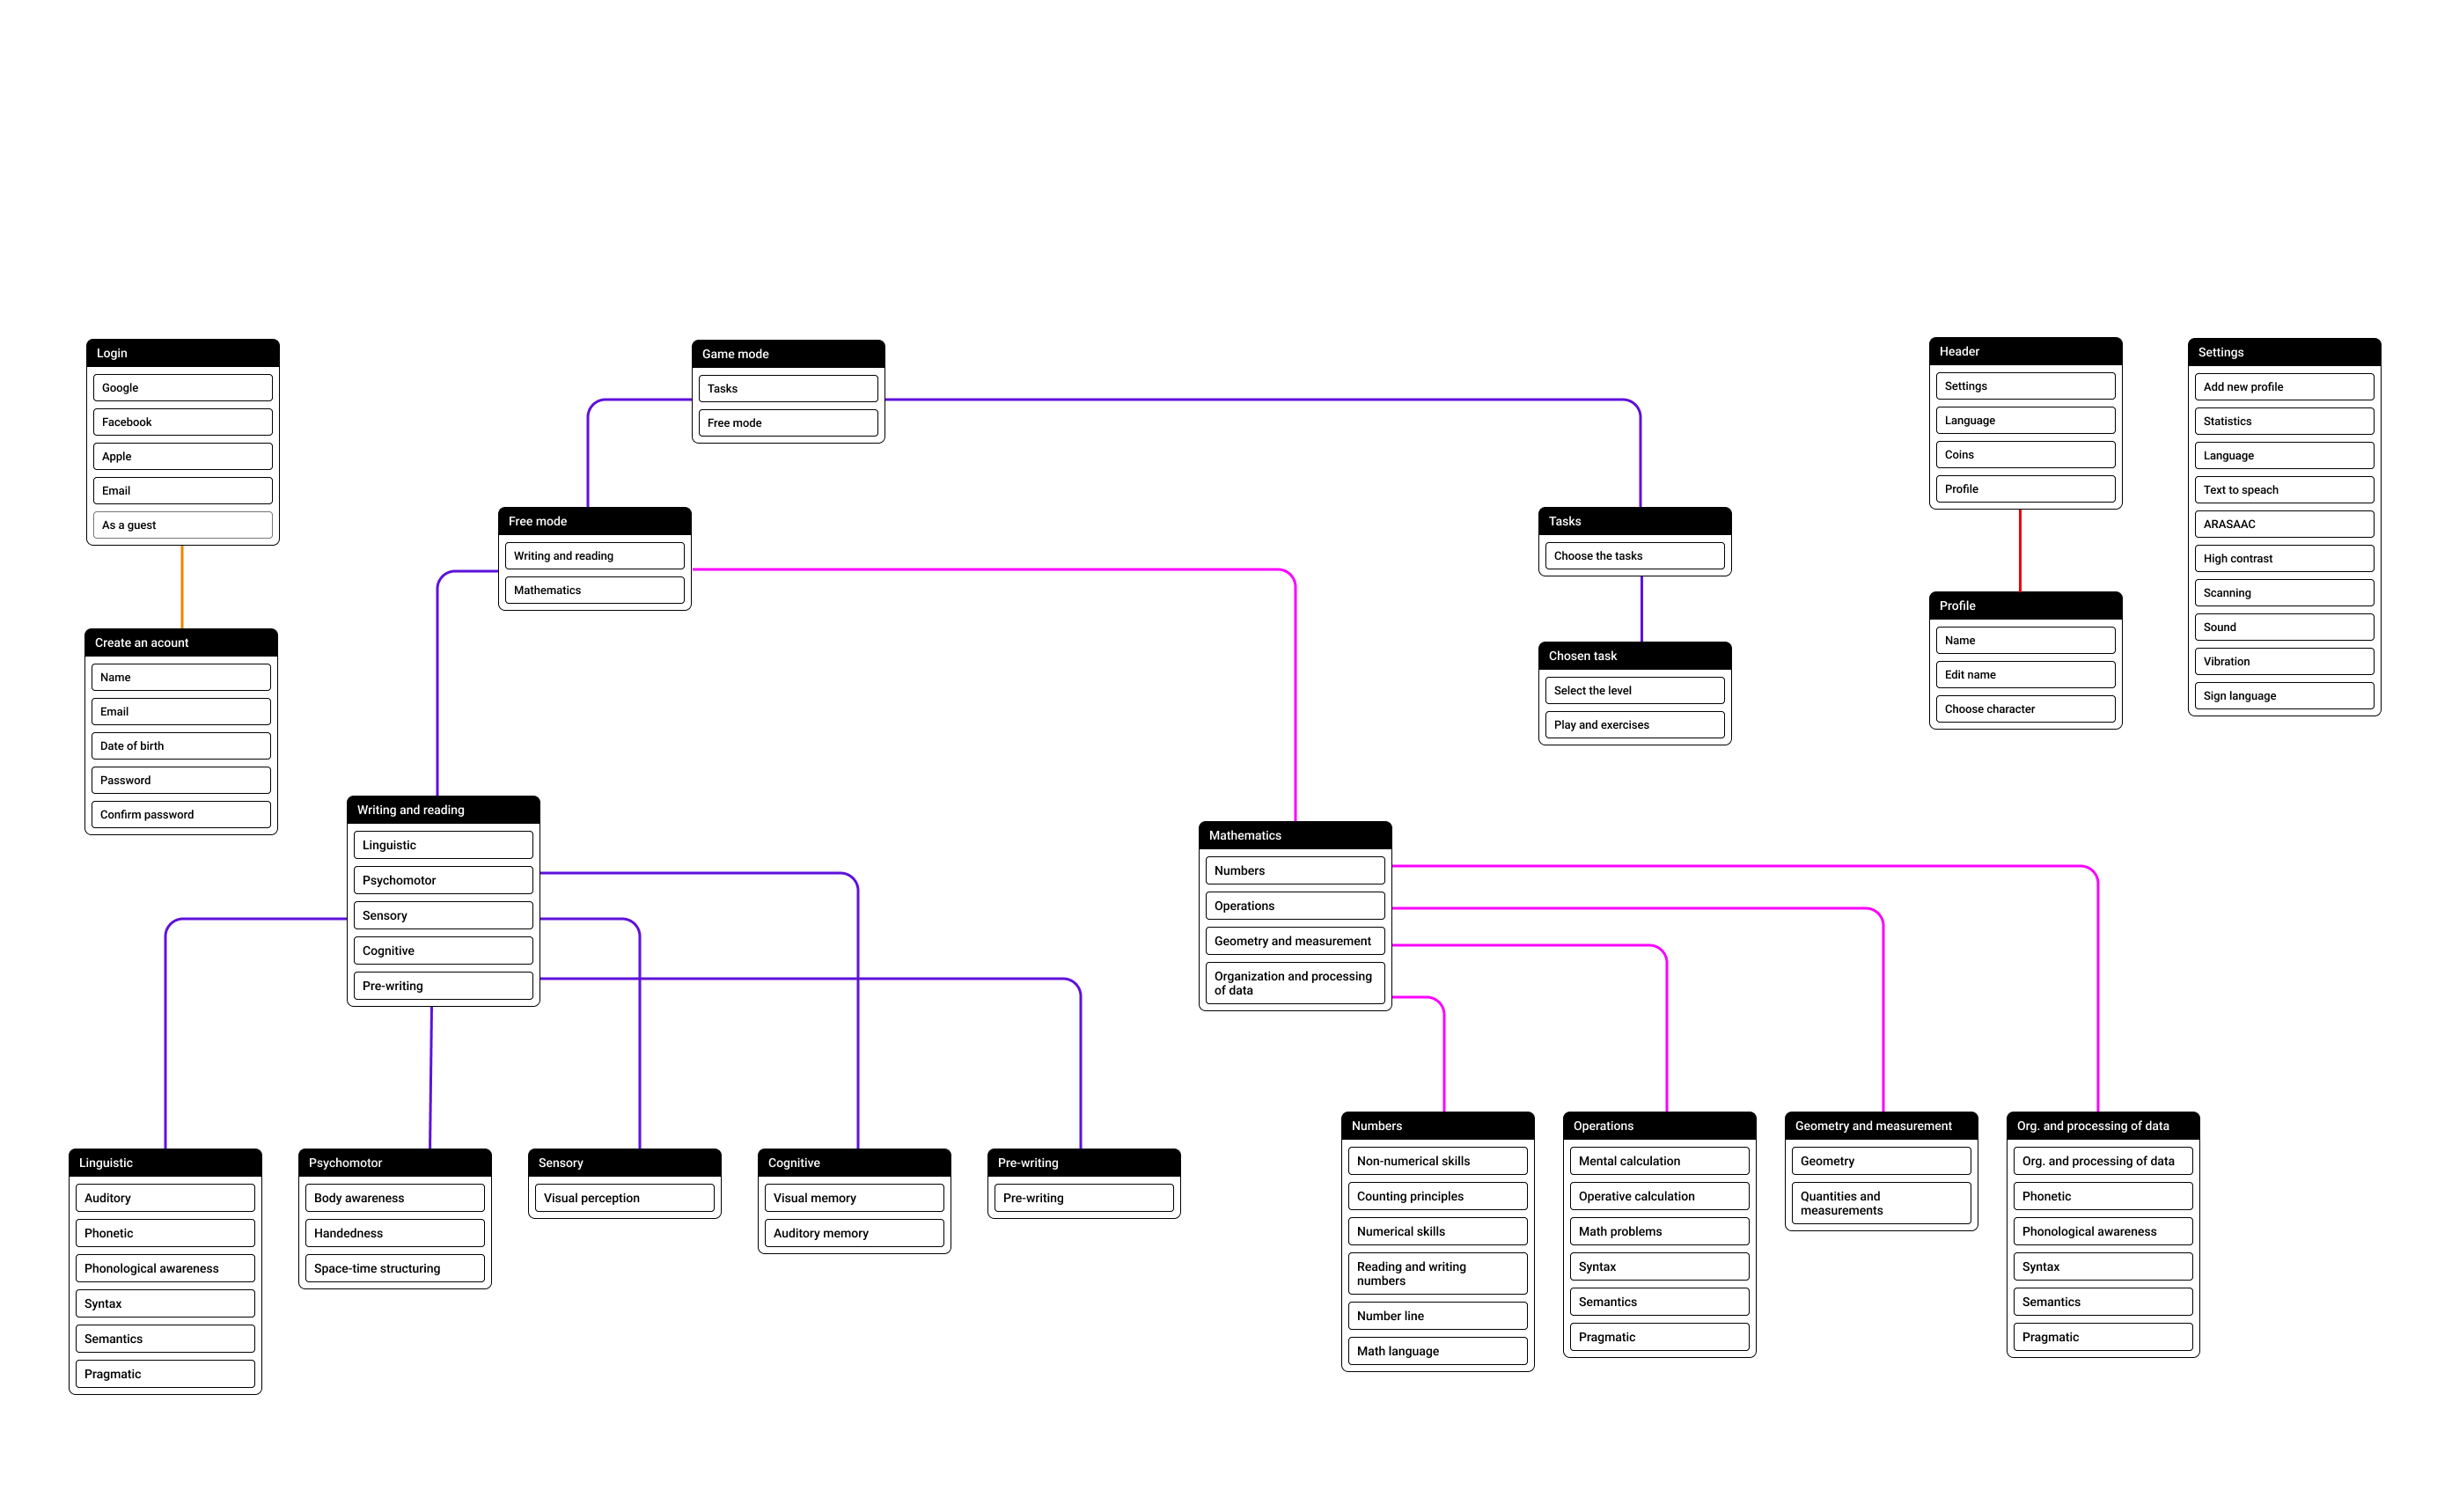 Login
Google
Facebook
Apple
Email
As a guest
Create an acount
Name
Email
Date of birth
Password
Confirm password
Game mode
Tasks
Free mode
Free mode
Writing and reading
Mathematics
Tasks
Choose the tasks
Chosen task
Select the level
Play and exercises
Header
Settings
Language
Coins
Profile
Profile
Name
Edit name
Choose character
Settings
Add new profile
Statistics
Language
Text to speach
ARASAAC
High contrast
Scanning
Sound
Vibration
Sign language
Writing and reading
Linguistic
Psychomotor
Sensory
Cognitive
Pre-writing
Mathematics
Numbers
Operations
Geometry and measurement
Organization and processing
of data
Linguistic
Auditory
Phonetic
Phonological awareness
Syntax
Semantics
Pragmatic
Psychomotor
Body awareness
Handedness
Space-time structuring
Sensory
Visual perception
Cognitive
Visual memory
Auditory memory
Pre-writing
Pre-writing
Numbers
Non-numerical skills
Counting principles
Numerical skills
Reading and writing
numbers
Number line
Math language
Operations
Mental calculation
Operative calculation
Math problems
Syntax
Semantics
Pragmatic
Geometry and measurement
Geometry
Quantities and
measurements
Org. and processing of data
Org. and processing of data
Phonetic
Phonological awareness
Syntax
Semantics
Pragmatic